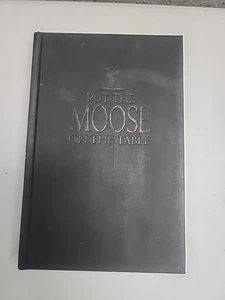 PUT THE
MOOSE
ON THE TABLE